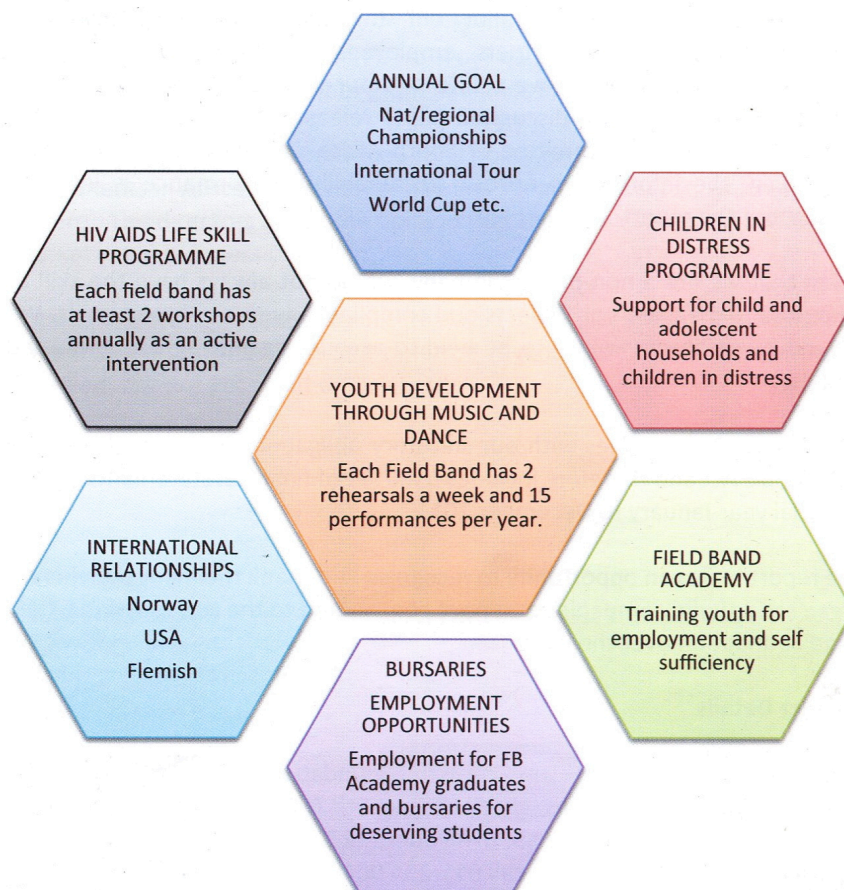 ANNUAL GOAL
Nat/regional
Championships
International Tour
World Cup etc.
HIV AIDS LIFE SKILL
PROGRAMME
Each field band has
at least 2 workshops
annually as an active
intervention
CHILDREN IN
DISTRESS
PROGRAMME
Support for child and
adolescent
households and
children in distress
YOUTH DEVELOPMENT
THROUGH MUSIC AND
DANCE
Each Field Band has 2
rehearsals a week and 15
performances per year.
INTERNATIONAL
RELATIONSHIPS
Norway
USA
Flemish
FIELD BAND
ACADEMY
Training youth for
employment and self
sufficiency
BURSARIES
EMPLOYMENT
OPPORTUNITIES
Employment for FB
Academy graduates
and bursaries for
deserving students